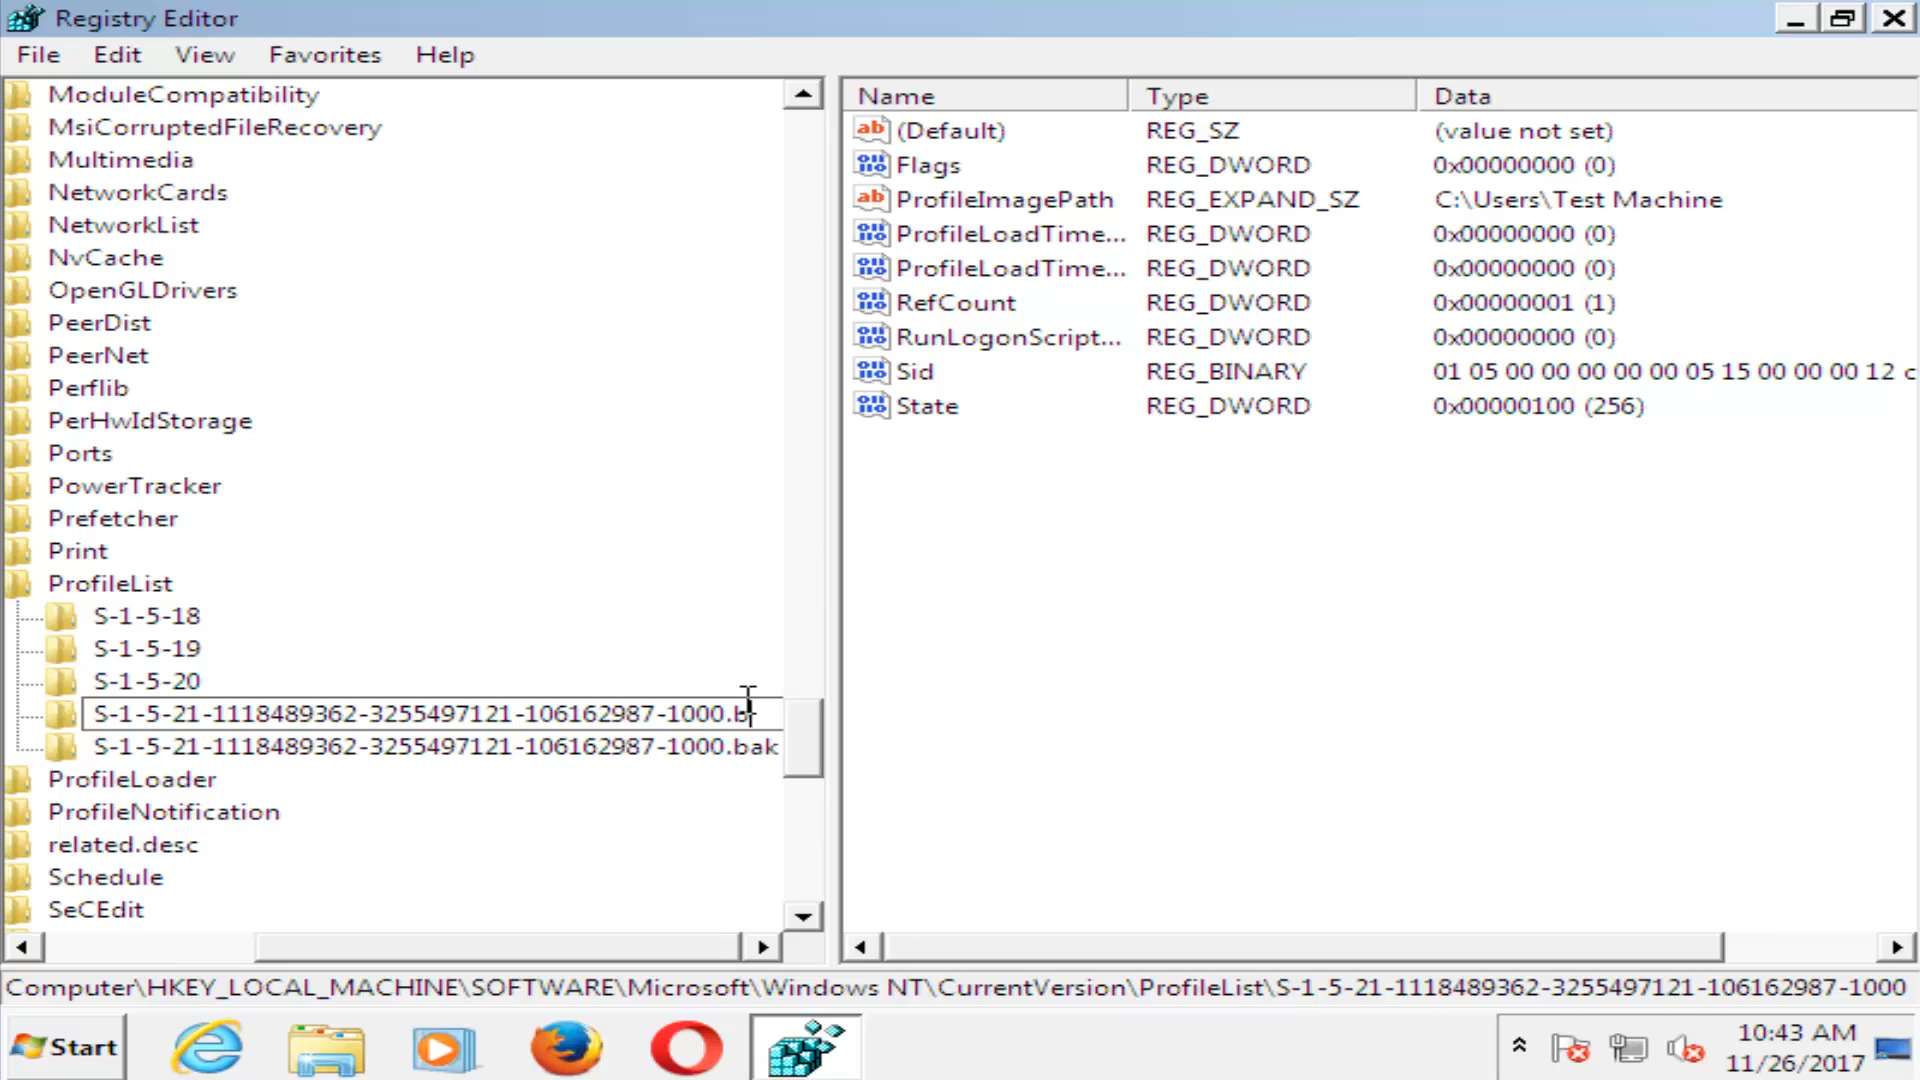 Registry Editor
File Edit View Favorites Help
ModuleCompatibility
MsiCorruptedFileRecovery
Multimedia
NetworkCards
NetworkList
NvCache
OpenGLDrivers
PeerDist
PeerNet
Perflib
PerHwIdStorage
Ports
PowerTracker
Prefetcher
Print
ProfileList
S-1-5-18
S-1-5-19
S-1-5-20
S-1-5-21-1118489362-3255497121-106162987-1000.b
S-1-5-21-1118489362-3255497121-106162987-1000.bak
ProfileLoader
ProfileNotification
related.desc
Schedule
SeCEdit
Name Type Data
(Default) REG_SZ (value not set)
Flags REG_DWORD 0x00000000 (0)
ProfileImagePath REG_EXPAND_SZ C:\Users\Test Machine
ProfileLoadTime... REG_DWORD 0x00000000 (0)
ProfileLoadTime... REG_DWORD 0x00000000 (0)
RefCount REG_DWORD 0x00000001 (1)
RunLogonScript... REG_DWORD 0x00000000 (0)
Sid REG_BINARY 01 05 00 00 00 00 00 05 15 00 00 00 12 c
State REG_DWORD 0x00000100 (256)
Computer\HKEY_LOCAL_MACHINE\SOFTWARE\Microsoft\Windows NT\CurrentVersion\ProfileList\S-1-5-21-1118489362-3255497121-106162987-1000
Start
10:43 AM
11/26/2017